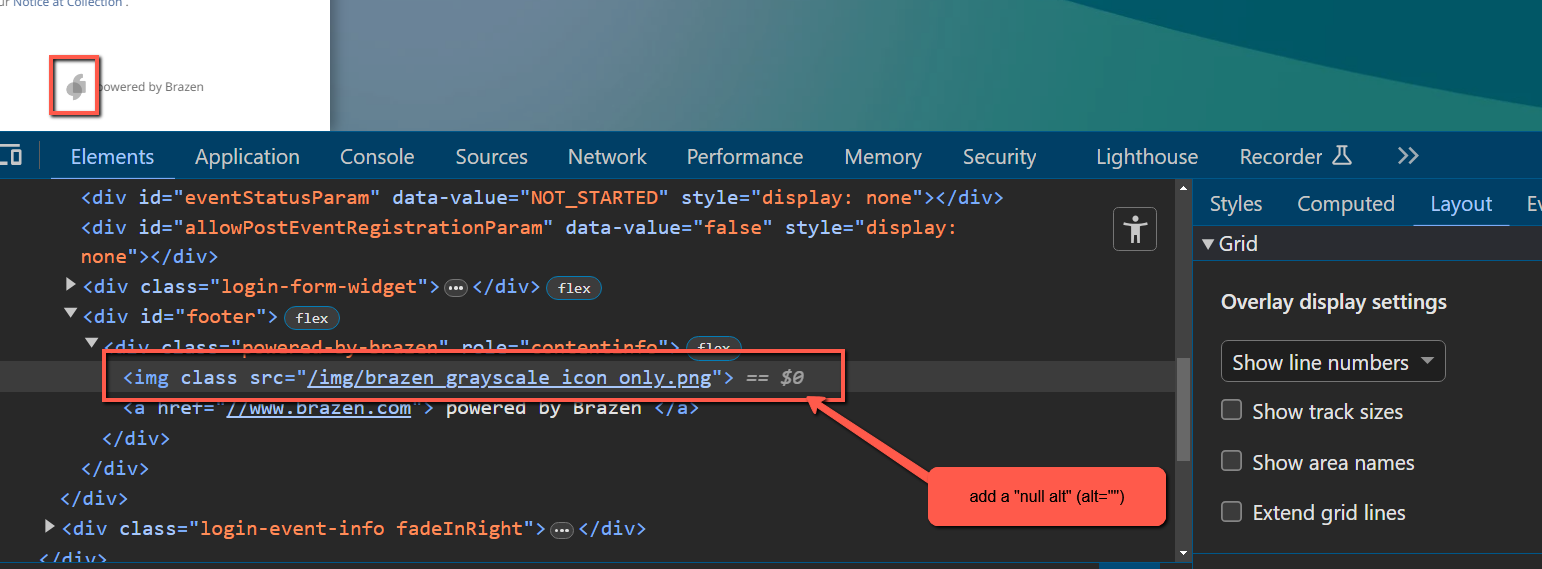 ur Notice at Collection .
powered by Brazen
Elements Application Console Sources Network Performance Memory Security Lighthouse Recorder
<div id="eventStatusParam" data-value="NOT_STARTED" style="display: none"></div>
<div id="allowPostEventRegistrationParam" data-value="false" style="display:
none"></div>
<div class="login-form-widget"> ••• </div> flex
<div id="footer"> flex
<div class="powered-by-brazen" role="contentinfo"> flex
<img class src="/img/brazen_grayscale_icon_only.png"> == $0
<a href="//www.brazen.com"> powered by Brazen </a>
</div>
</div>
</div>
<div class="login-event-info fadeInRight"> ••• </div>
</div>
add a "null alt" (alt="")
Styles Computed Layout Ev
Grid
Overlay display settings
Show line numbers
Show track sizes
Show area names
Extend grid lines